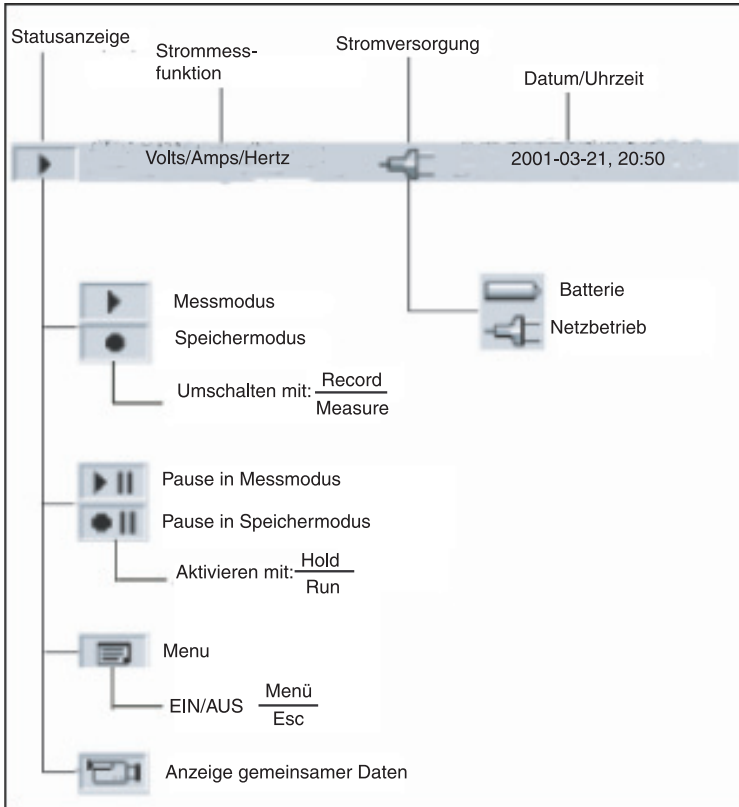 Statusanzeige
Strommess-
funktion
Stromversorgung
Datum/Uhrzeit
Volts/Amps/Hertz
2001-03-21, 20:50
Messmodus
Speichermodus
Umschalten mit: Record
Measure
Batterie
Netzbetrieb
Pause in Messmodus
Pause in Speichermodus
Aktivieren mit: Hold
Run
Menu
EIN/AUS Menü
Esc
Anzeige gemeinsamer Daten